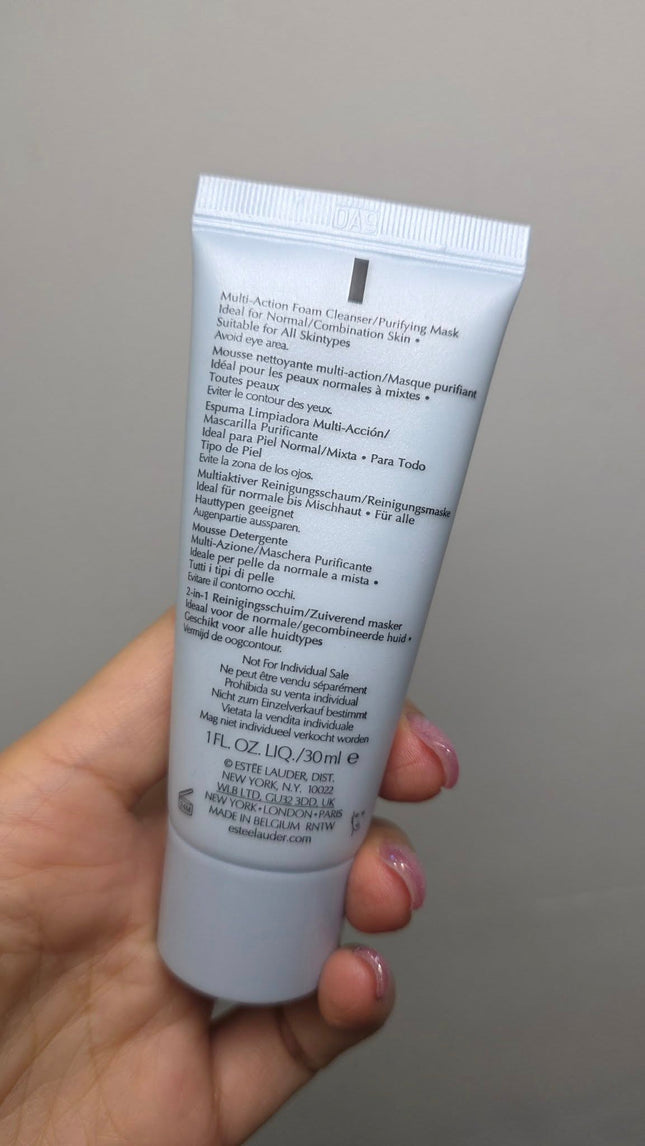 Multi-Action Foam Cleanser/Purifying Mask
Ideal for Normal/Combination Skin •
Suitable for All Skintypes
Avoid eye area.
Mousse nettoyante multi-action/Masque purifiant
Idéal pour les peaux normales à mixtes •
Toutes peaux
Eviter le contour des yeux.
Espuma Limpiadora Multi-Acción/
Mascarilla Purificante
Ideal para Piel Normal/Mixta • Para Todo
Tipo de Piel
Evite la zona de los ojos.
Multiaktiver Reinigungsschaum/Reinigungsmaske
Ideal für normale bis Mischhaut • Für alle
Hauttypen geeignet
Augenpartie aussparen.
Mousse Detergente
Multi-Azione/Maschera Purificante
Ideale per pelle da normale a mista •
Tutti i tipi di pelle
Evitare il contorno occhi.
2-in-1 Reinigingsschuim/Zuiverend masker
Ideaal voor de normale/gecombineerde huid •
Geschikt voor alle huidtypes
Vermijd de oogcontour.
Not For Individual Sale
Ne peut être vendu séparément
Prohibida su venta individual
Nicht zum Einzelverkauf bestimmt
Vietata la vendita individuale
Mag niet individueel verkocht worden
1 FL. OZ. LIQ./30 ml e
© ESTĒE LAUDER, DIST.
NEW YORK, N.Y. 10022
WLB LTD, GU32 3DD, UK
NEW YORK•LONDON•PARIS
MADE IN BELGIUM RNTW
esteelauder.com